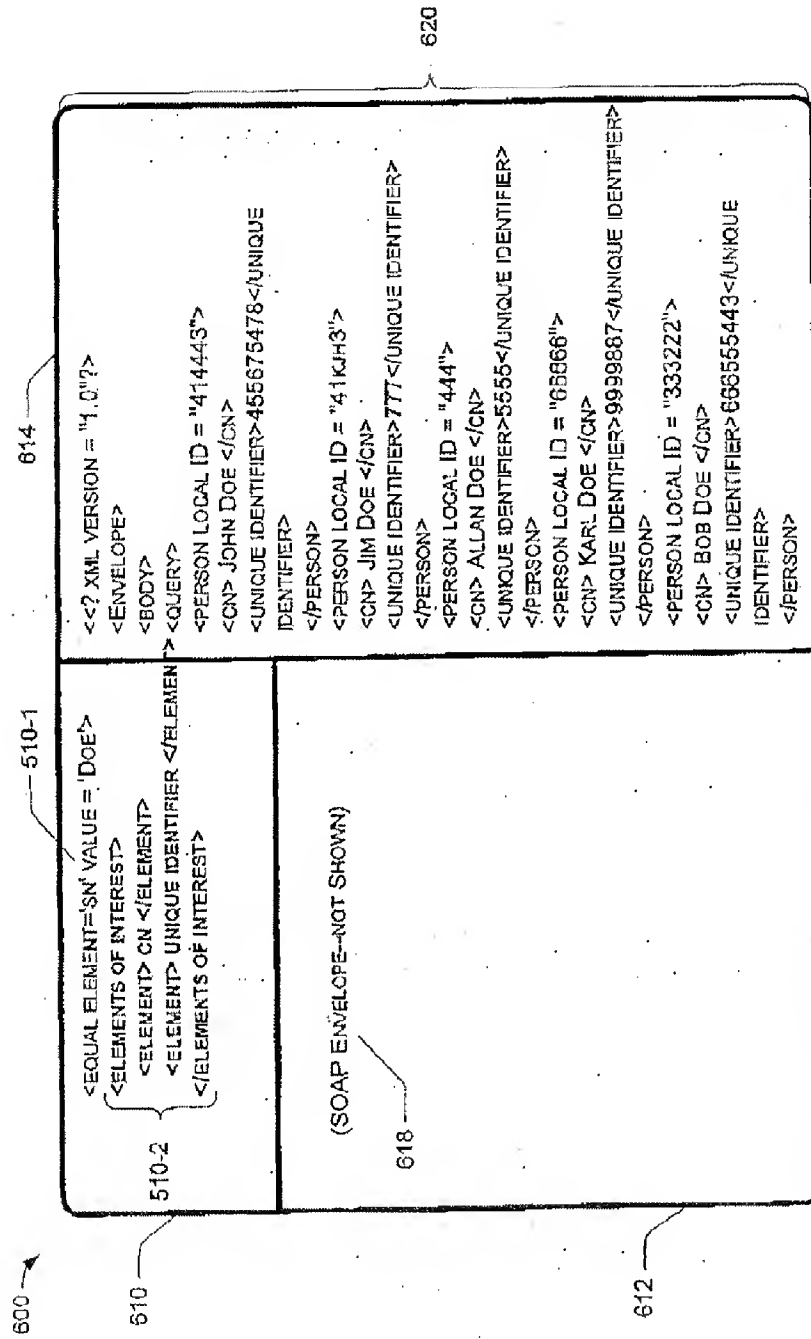 600
610
510-1
<EQUAL ELEMENT='SN' VALUE = 'DOE'>
<ELEMENTS OF INTEREST>
<ELEMENT> CN </ELEMENT>
<ELEMENT> UNIQUE IDENTIFIER </ELEMENT>
</ELEMENTS OF INTEREST>
510-2
612
(SOAP ENVELOPE--NOT SHOWN)
618
614
<<? XML VERSION = "1.0"?>
<ENVELOPE>
<BODY>
<QUERY>
<PERSON LOCAL ID = "414443">
<CN> JOHN DOE </CN>
<UNIQUE IDENTIFIER>455675478</UNIQUE
IDENTIFIER>
</PERSON>
<PERSON LOCAL ID = "41KJH3">
<CN> JIM DOE </CN>
<UNIQUE IDENTIFIER>777</UNIQUE IDENTIFIER>
</PERSON>
<PERSON LOCAL ID = "444">
<CN> ALLAN DOE </CN>
<UNIQUE IDENTIFIER>5555</UNIQUE IDENTIFIER>
</PERSON>
<PERSON LOCAL ID = >
<CN> KARL DOE </CN>
<UNIQUE IDENTIFIER>9999887</UNIQUE IDENTIFIER>
</PERSON>
<PERSON LOCAL ID = "333222">
<CN> BOB DOE </CN>
<UNIQUE IDENTIFIER>666555443</UNIQUE
IDENTIFIER>
</PERSON>
620